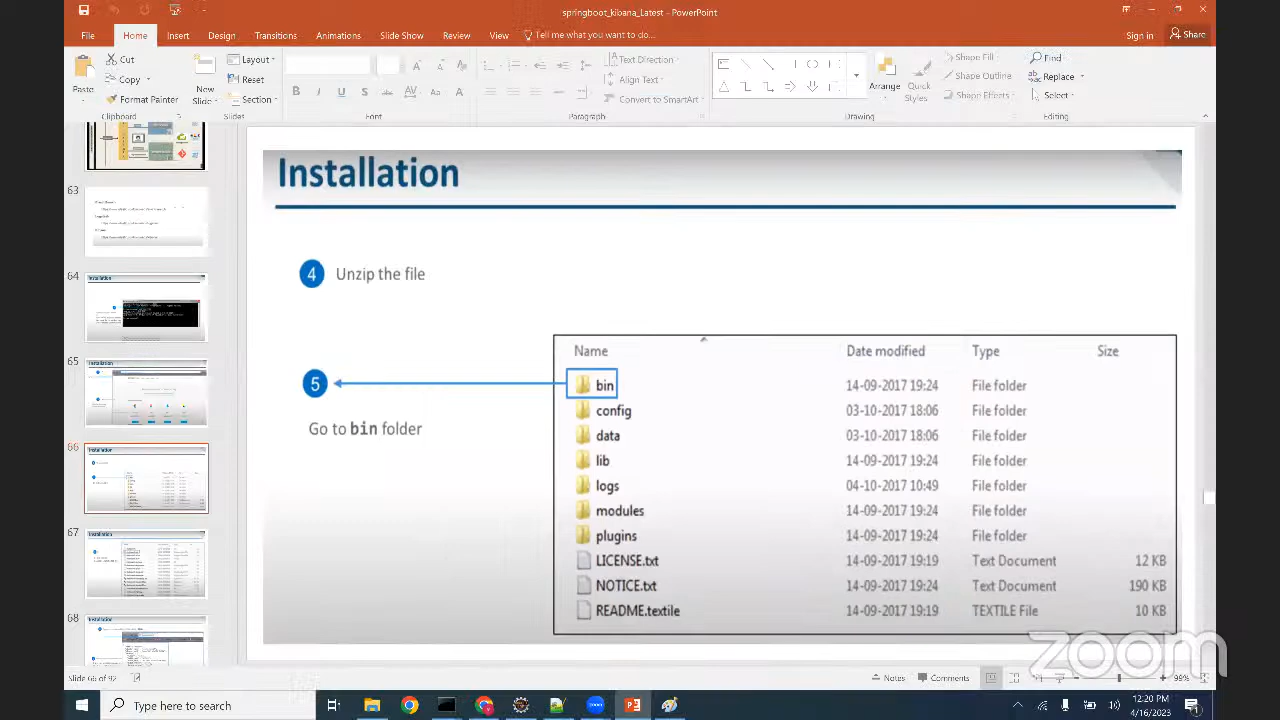 springboot_kibana_Latest - PowerPoint
File Home Insert Design Transitions Animations Slide Show Review View Tell me what you want to do... Sign in Share
Cut
Copy
Format Painter
Paste
New
Slide
Layout
Reset
Section
Text Direction
Align Text
Convert to SmartArt
Arrange
Quick
Styles
Shape Fill
Shape Outline
Shape Effects
Find
Replace
Select
Clipboard Slides Font Paragraph Drawing Editing
63
64
65
66
67
68
Installation
4 Unzip the file
5
Go to bin folder
Name Date modified Type Size
bin 14-09-2017 19:24 File folder
config 03-10-2017 18:06 File folder
data 03-10-2017 18:06 File folder
lib 14-09-2017 19:24 File folder
logs 04-10-2017 10:49 File folder
modules 14-09-2017 19:24 File folder
plugins 14-09-2017 19:24 File folder
LICENSE.txt 14-09-2017 19:19 Text Document 12 KB
NOTICE.txt 14-09-2017 19:24 Text Document 190 KB
README.textile 14-09-2017 19:19 TEXTILE File 10 KB
zoom
Slide 66 of 92 Notes Comments 96%
Type here to search
12:20 PM
4/16/2023